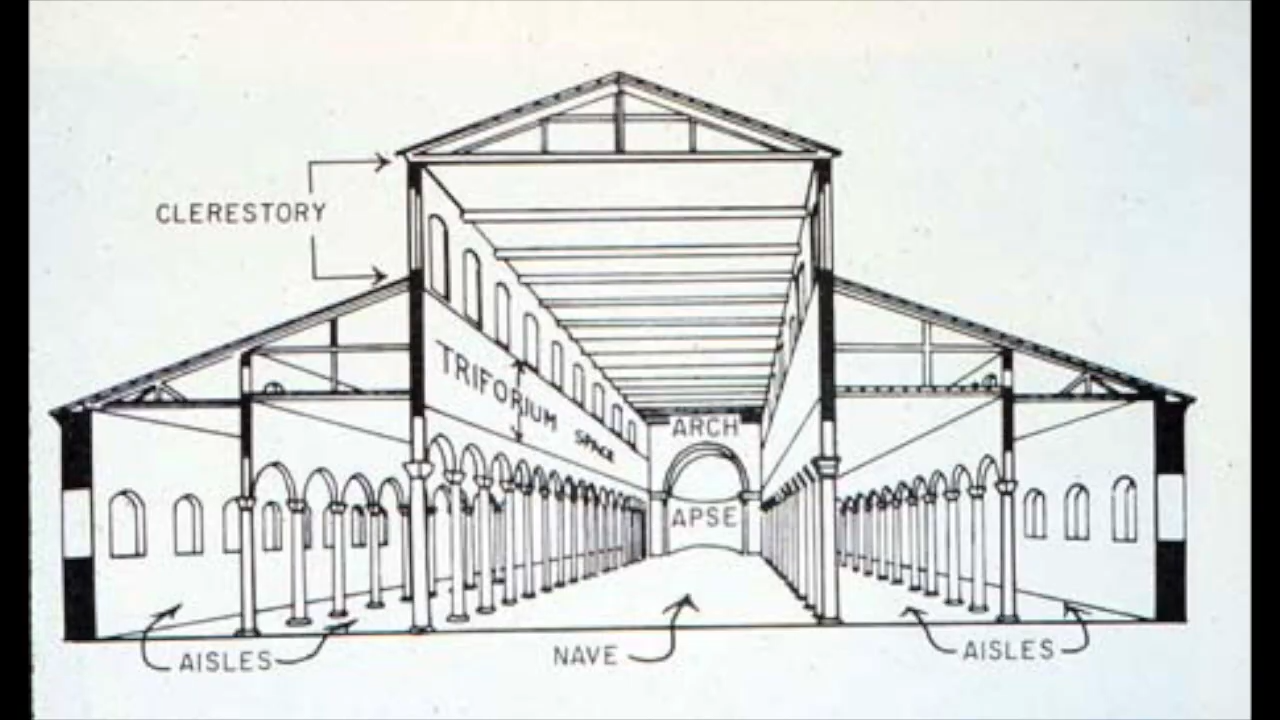 CLERESTORY
TRIFORIUM SPACE
ARCH
APSE
AISLES
NAVE
AISLES